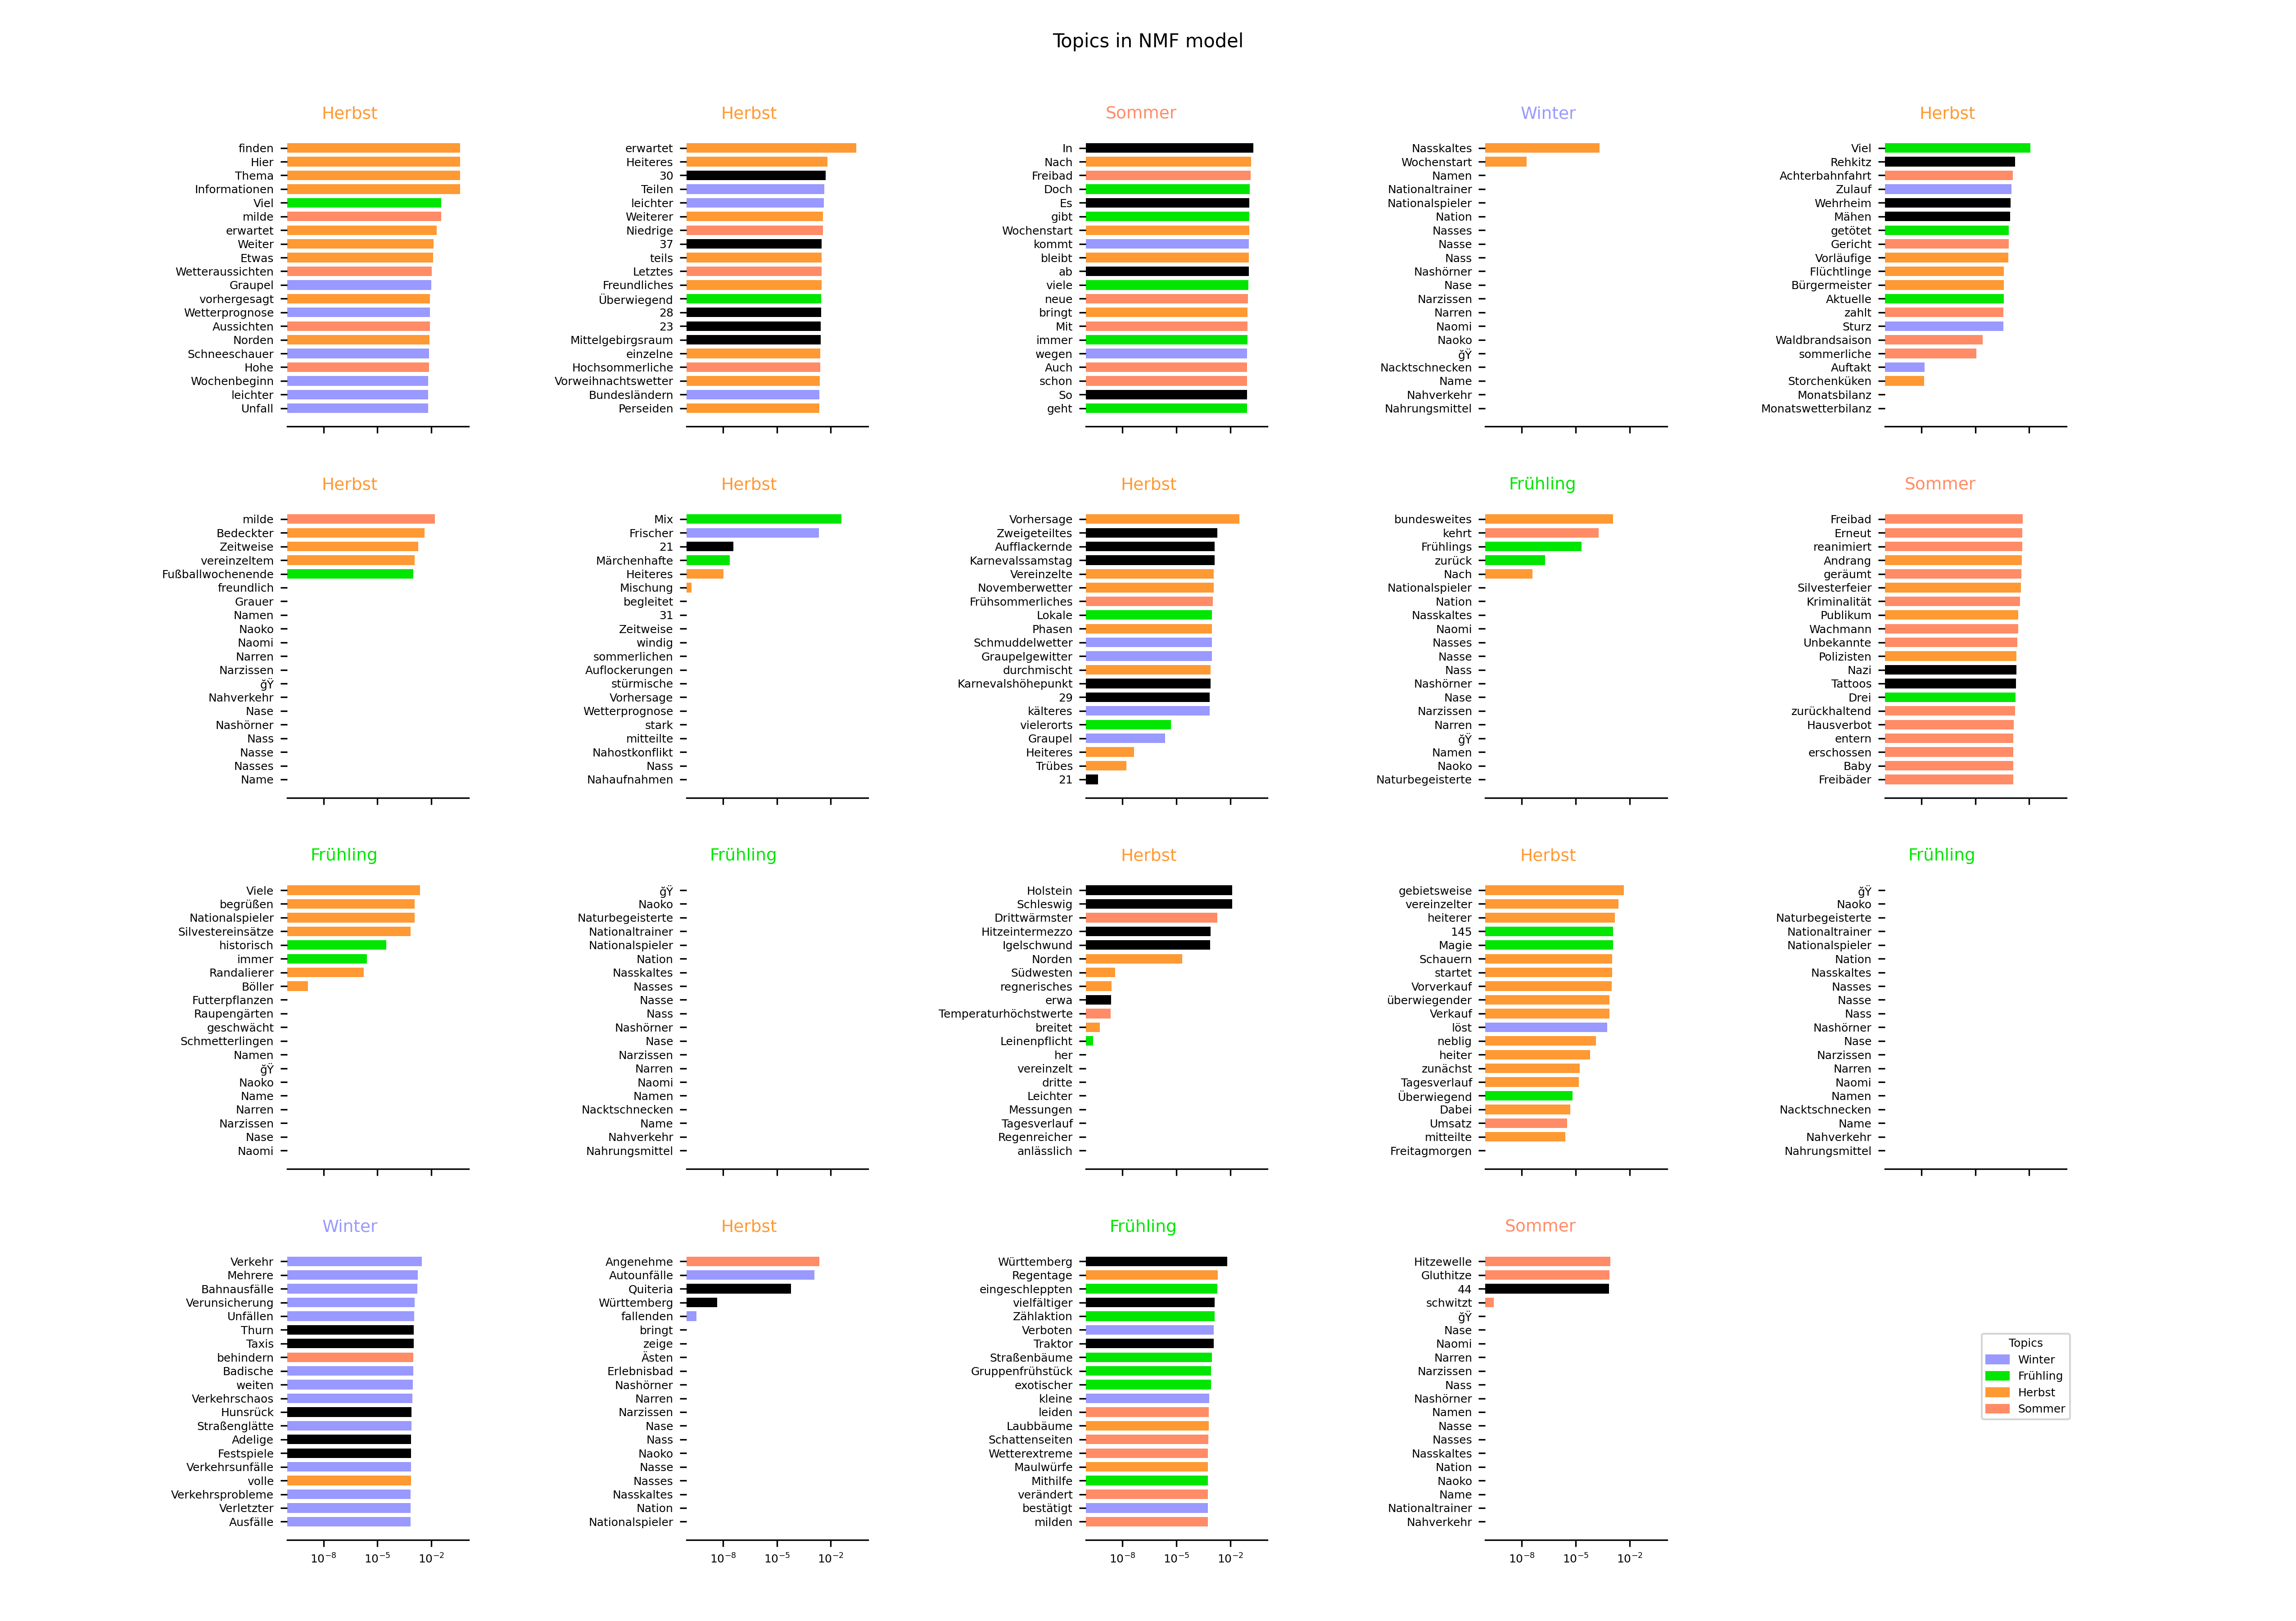 Topics in NMF model
Herbst
finden
Hier
Thema
Informationen
Viel
milde
erwartet
Weiter
Etwas
Wetteraussichten
Graupel
vorhergesagt
Wetterprognose
Aussichten
Norden
Schneeschauer
Hohe
Wochenbeginn
leichter
Unfall
Herbst
erwartet
Heiteres
30
Teilen
leichter
Weiterer
Niedrige
37
teils
Letztes
Freundliches
Überwiegend
28
23
Mittelgebirgsraum
einzelne
Hochsommerliche
Vorweihnachtswetter
Bundesländern
Perseiden
Sommer
In
Nach
Freibad
Doch
Es
gibt
Wochenstart
kommt
bleibt
ab
viele
neue
bringt
Mit
immer
wegen
Auch
schon
So
geht
Winter
Nasskaltes
Wochenstart
Namen
Nationaltrainer
Nationalspieler
Nation
Nasses
Nasse
Nass
Nashörner
Nase
Narzissen
Narren
Naomi
Naoko
ğŸ
Nacktschnecken
Name
Nahverkehr
Nahrungsmittel
Herbst
Viel
Rehkitz
Achterbahnfahrt
Zulauf
Wehrheim
Mähen
getötet
Gericht
Vorläufige
Flüchtlinge
Bürgermeister
Aktuelle
zahlt
Sturz
Waldbrandsaison
sommerliche
Auftakt
Storchenküken
Monatsbilanz
Monatswetterbilanz
Herbst
milde
Bedeckter
Zeitweise
vereinzeltem
Fußballwochenende
freundlich
Grauer
Namen
Naoko
Naomi
Narren
Narzissen
ğŸ
Nahverkehr
Nase
Nashörner
Nass
Nasse
Nasses
Name
Herbst
Mix
Frischer
21
Märchenhafte
Heiteres
Mischung
begleitet
31
Zeitweise
windig
sommerlichen
Auflockerungen
stürmische
Vorhersage
Wetterprognose
stark
mitteilte
Nahostkonflikt
Nass
Nahaufnahmen
Herbst
Vorhersage
Zweigeteiltes
Aufflackernde
Karnevalssamstag
Vereinzelte
Novemberwetter
Frühsommerliches
Lokale
Phasen
Schmuddelwetter
Graupelgewitter
durchmischt
Karnevalshöhepunkt
29
kälteres
vielerorts
Graupel
Heiteres
Trübes
21
Frühling
bundesweites
kehrt
Frühlings
zurück
Nach
Nationalspieler
Nation
Nasskaltes
Naomi
Nasses
Nasse
Nass
Nashörner
Nase
Narzissen
Narren
ğŸ
Namen
Naoko
Naturbegeisterte
Sommer
Freibad
Erneut
reanimiert
Andrang
geräumt
Silvesterfeier
Kriminalität
Publikum
Wachmann
Unbekannte
Polizisten
Nazi
Tattoos
Drei
zurückhaltend
Hausverbot
entern
erschossen
Baby
Freibäder
Frühling
Viele
begrüßen
Nationalspieler
Silvestereinsätze
historisch
immer
Randalierer
Böller
Futterpflanzen
Raupengärten
geschwächt
Schmetterlingen
Namen
ğŸ
Naoko
Name
Narren
Narzissen
Nase
Naomi
Frühling
ğŸ
Naoko
Naturbegeisterte
Nationaltrainer
Nationalspieler
Nation
Nasskaltes
Nasses
Nasse
Nass
Nashörner
Nase
Narzissen
Narren
Naomi
Namen
Nacktschnecken
Name
Nahverkehr
Nahrungsmittel
Herbst
Holstein
Schleswig
Drittwärmster
Hitzeintermezzo
Igelschwund
Norden
Südwesten
regnerisches
erwa
Temperaturhöchstwerte
breitet
Leinenpflicht
her
vereinzelt
dritte
Leichter
Messungen
Tagesverlauf
Regenreicher
anlässlich
Herbst
gebietsweise
vereinzelter
heiterer
145
Magie
Schauern
startet
Vorverkauf
überwiegender
Verkauf
löst
neblig
heiter
zunächst
Tagesverlauf
Überwiegend
Dabei
Umsatz
mitteilte
Freitagmorgen
Frühling
ğŸ
Naoko
Naturbegeisterte
Nationaltrainer
Nationalspieler
Nation
Nasskaltes
Nasses
Nasse
Nass
Nashörner
Nase
Narzissen
Narren
Naomi
Namen
Nacktschnecken
Name
Nahverkehr
Nahrungsmittel
Winter
Verkehr
Mehrere
Bahnausfälle
Verunsicherung
Unfällen
Thurn
Taxis
behindern
Badische
weiten
Verkehrschaos
Hunsrück
Straßenglätte
Adelige
Festspiele
Verkehrsunfälle
volle
Verkehrsprobleme
Verletzter
Ausfälle
10⁻⁸ 10⁻⁵ 10⁻²
Herbst
Angenehme
Autounfälle
Quiteria
Württemberg
fallenden
bringt
zeige
Ästen
Erlebnisbad
Nashörner
Narren
Narzissen
Nase
Nass
Naoko
Nasse
Nasses
Nasskaltes
Nation
Nationalspieler
10⁻⁸ 10⁻⁵ 10⁻²
Frühling
Württemberg
Regentage
eingeschleppten
vielfältiger
Zählaktion
Verboten
Traktor
Straßenbäume
Gruppenfrühstück
exotischer
kleine
leiden
Laubbäume
Schattenseiten
Wetterextreme
Maulwürfe
Mithilfe
verändert
bestätigt
milden
10⁻⁸ 10⁻⁵ 10⁻²
Sommer
Hitzewelle
Gluthitze
44
schwitzt
ğŸ
Nase
Naomi
Narren
Narzissen
Nass
Nashörner
Namen
Nasse
Nasses
Nasskaltes
Nation
Naoko
Name
Nationaltrainer
Nahverkehr
10⁻⁸ 10⁻⁵ 10⁻²
Topics
Winter
Frühling
Herbst
Sommer